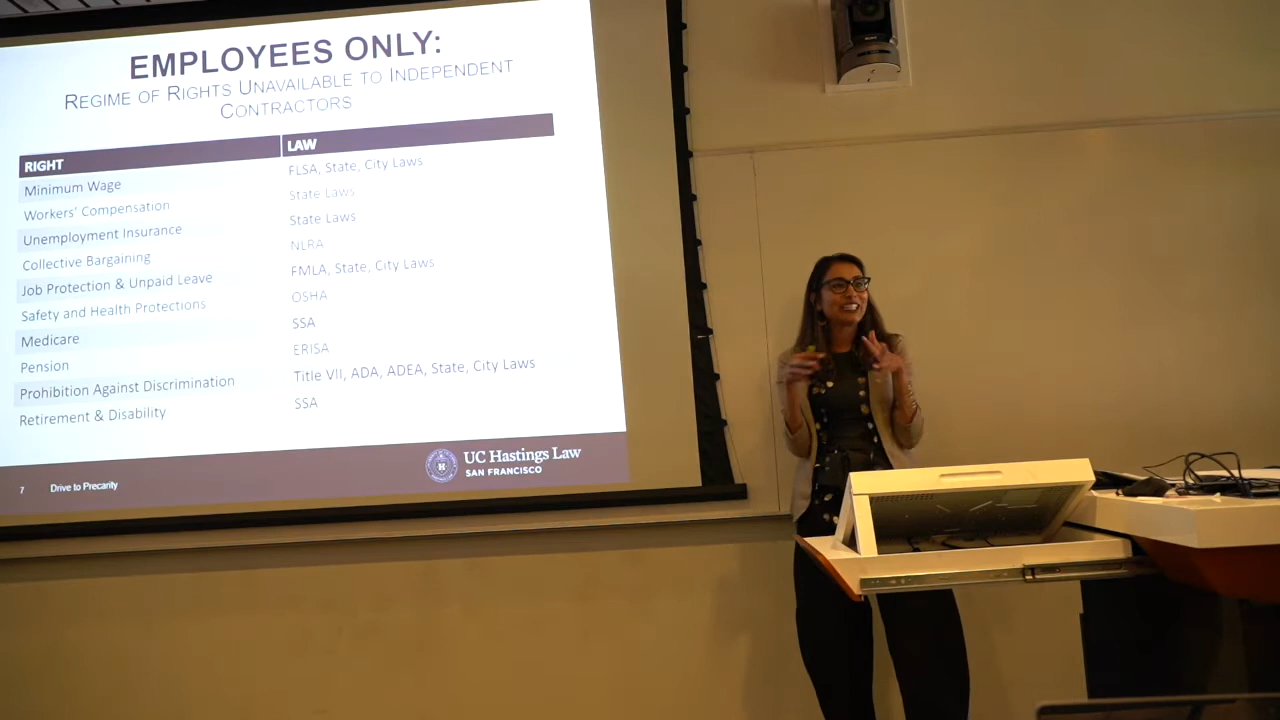 EMPLOYEES ONLY:
REGIME OF RIGHTS UNAVAILABLE TO INDEPENDENT
CONTRACTORS
RIGHT LAW
Minimum Wage FLSA, State, City Laws
Workers' Compensation State Laws
Unemployment Insurance State Laws
Collective Bargaining NLRA
Job Protection & Unpaid Leave FMLA, State, City Laws
Safety and Health Protections OSHA
Medicare SSA
Pension ERISA
Prohibition Against Discrimination Title VII, ADA, ADEA, State, City Laws
Retirement & Disability SSA
7 Drive to Precarity
UC Hastings Law
SAN FRANCISCO